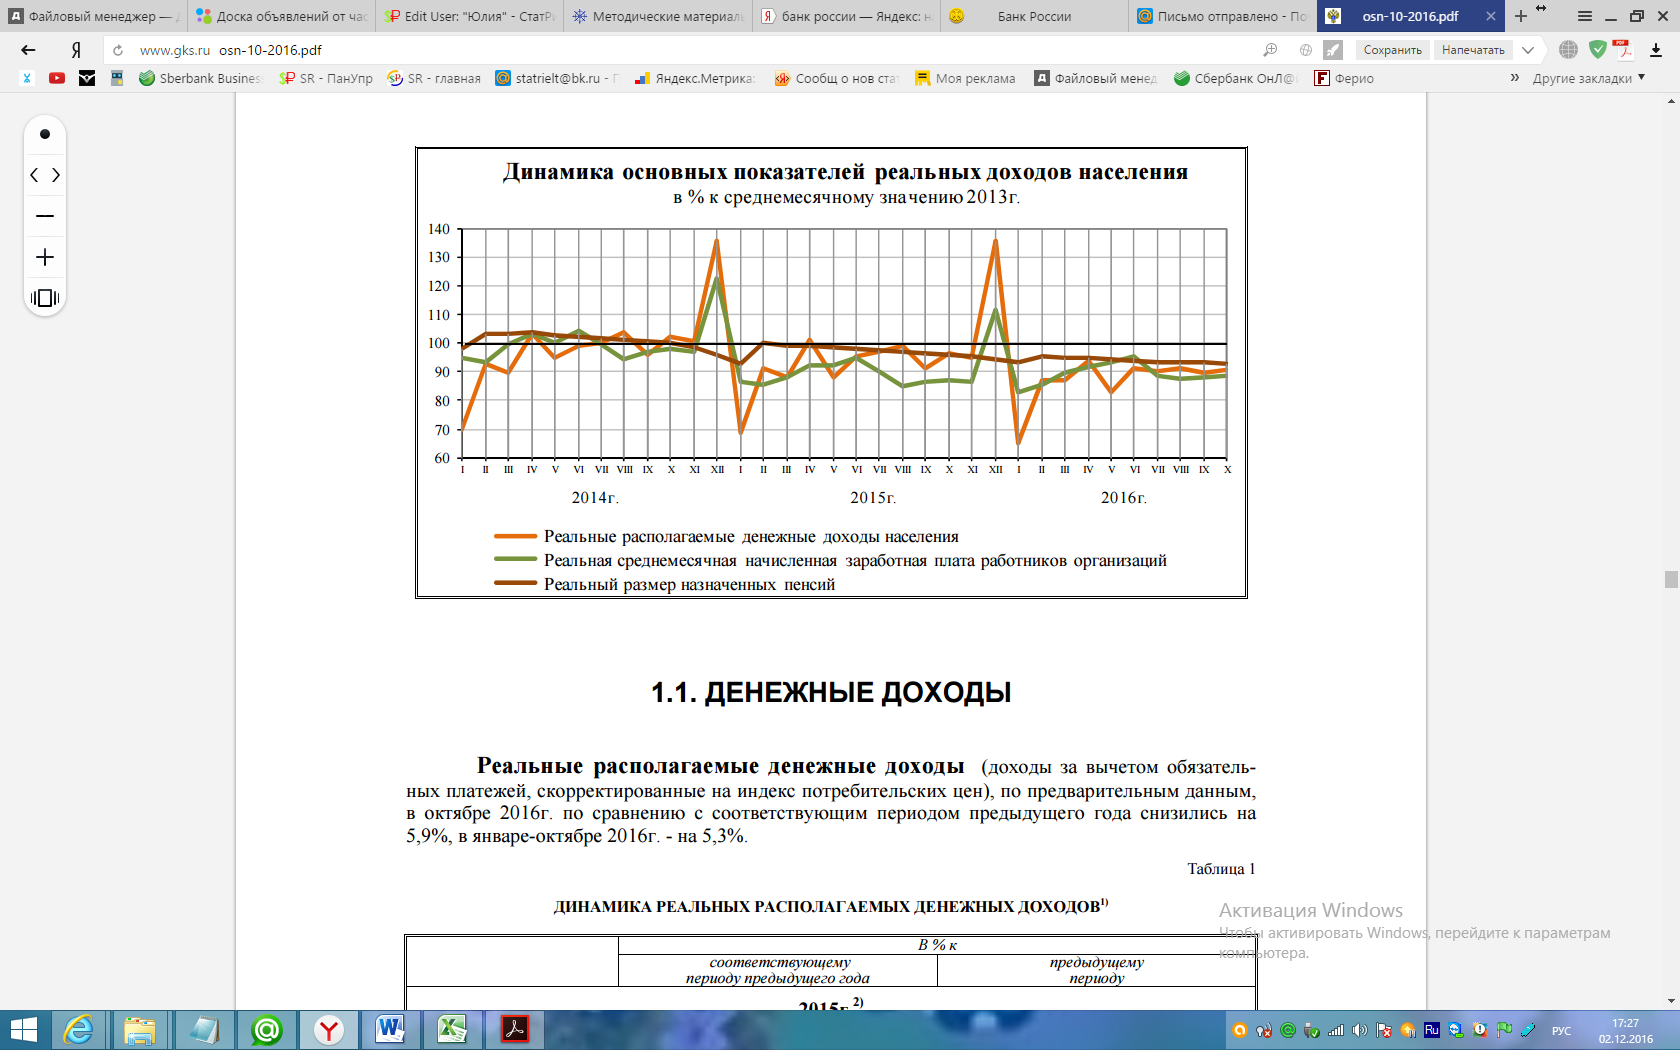 Файловый менеджер —
Доска объявлений от час
Edit User: "Юлия" - СтатРи
Методические материаль
банк россии — Яндекс: н
Банк России
Письмо отправлено - По
osn-10-2016.pdf
www.gks.ru osn-10-2016.pdf
Сохранить
Напечатать
Sberbank Business
SR - ПанУпр
SR - главная
statrielt@bk.ru - П
Яндекс.Метрика:
Сообщ о нов стат
Моя реклама
Файловый менед
Сбербанк ОнЛ@й
Ферио
» Другие закладки
Динамика основных показателей реальных доходов населения
в % к среднемесячному значению 2013г.
140
130
120
110
100
90
80
70
60
I II III IV V VI VII VIII IX X XI XII I II III IV V VI VII VIII IX X XI XII I II III IV V VI VII VIII IX X
2014г. 2015г. 2016г.
Реальные располагаемые денежные доходы населения
Реальная среднемесячная начисленная заработная плата работников организаций
Реальный размер назначенных пенсий
1.1. ДЕНЕЖНЫЕ ДОХОДЫ
Реальные располагаемые денежные доходы (доходы за вычетом обязатель-
ных платежей, скорректированные на индекс потребительских цен), по предварительным данным,
в октябре 2016г. по сравнению с соответствующим периодом предыдущего года снизились на
5,9%, в январе-октябре 2016г. - на 5,3%.
Таблица 1
ДИНАМИКА РЕАЛЬНЫХ РАСПОЛАГАЕМЫХ ДЕНЕЖНЫХ ДОХОДОВ1)
В % к
соответствующему
периоду предыдущего года
предыдущему
периоду
2015г.2)
Активация Windows
Чтобы активировать Windows, перейдите к параметрам
компьютера.
Ru
РУС
17:27
02.12.2016